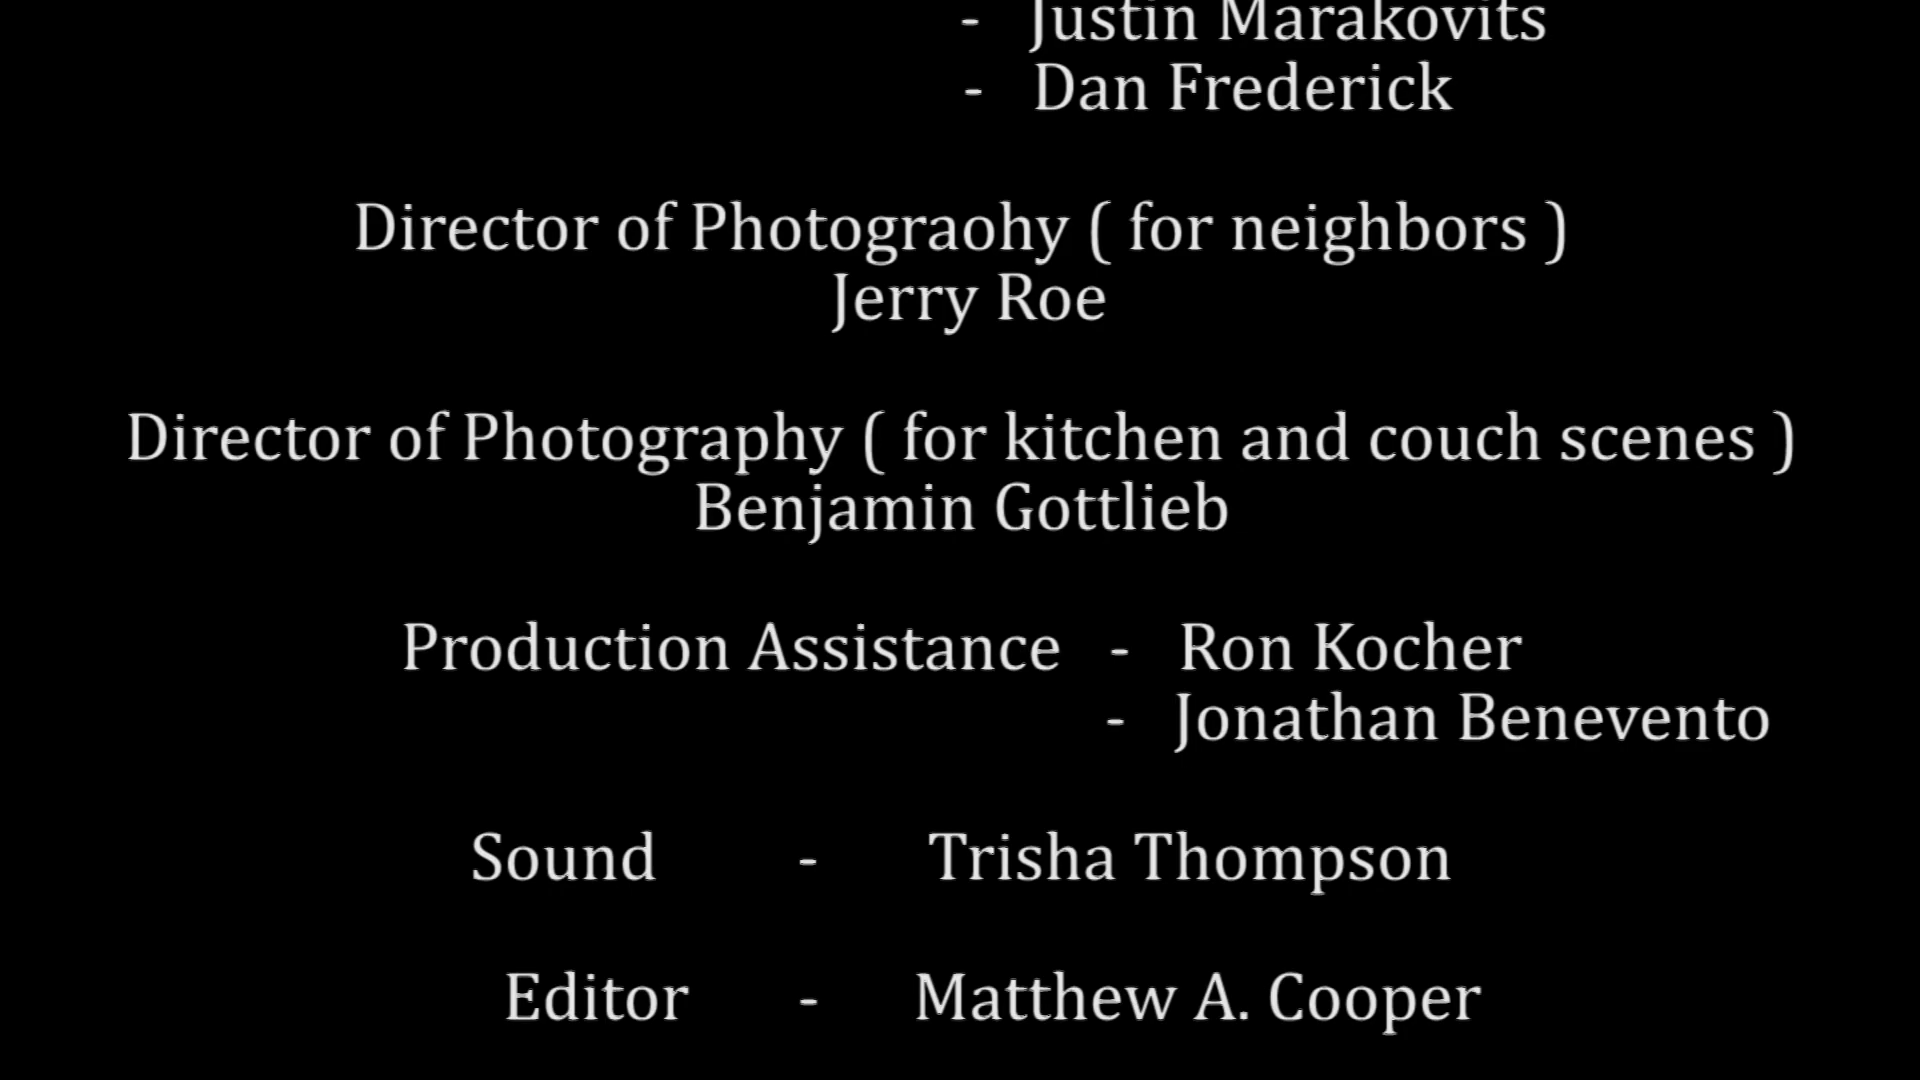 - Justin Marakovits
- Dan Frederick
Director of Photograohy ( for neighbors )
Jerry Roe
Director of Photography ( for kitchen and couch scenes )
Benjamin Gottlieb
Production Assistance - Ron Kocher
- Jonathan Benevento
Sound - Trisha Thompson
Editor - Matthew A. Cooper